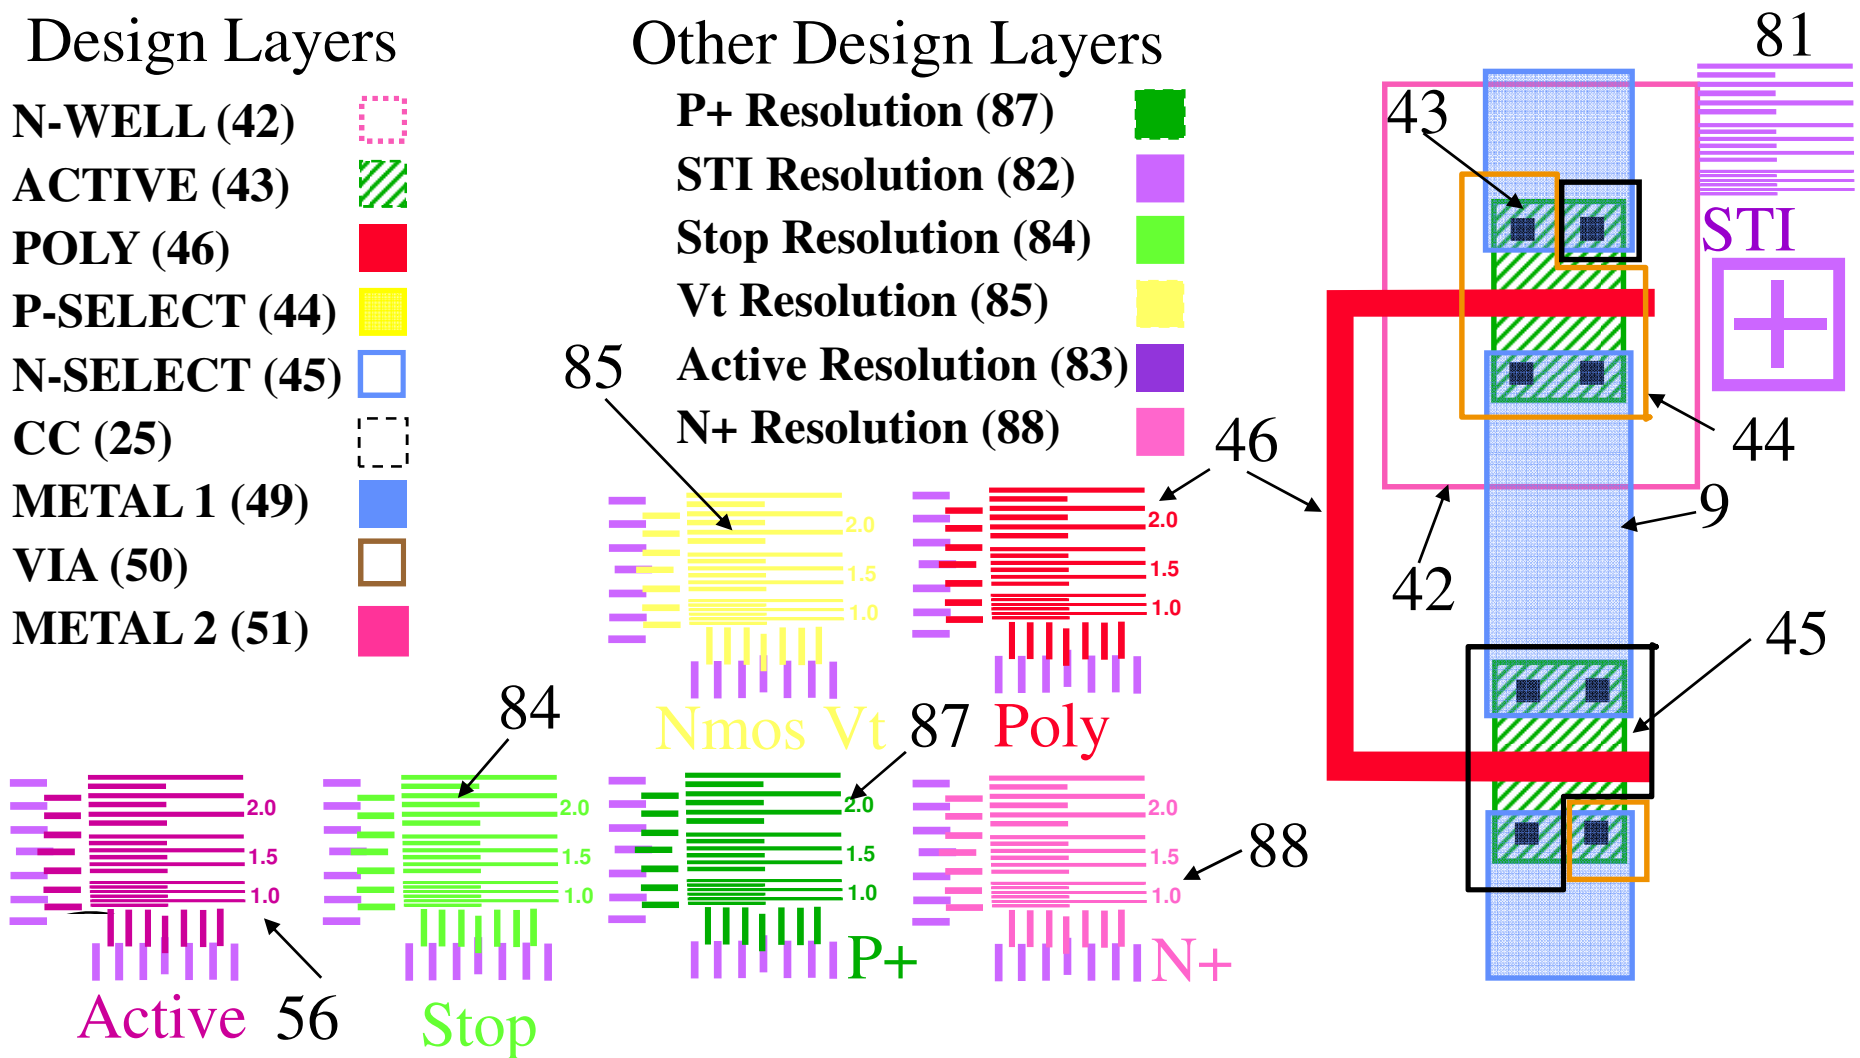 Design Layers
N-WELL (42)
ACTIVE (43)
POLY (46)
P-SELECT (44)
N-SELECT (45)
CC (25)
METAL 1 (49)
VIA (50)
METAL 2 (51)
Other Design Layers
P+ Resolution (87)
STI Resolution (82)
Stop Resolution (84)
Vt Resolution (85)
Active Resolution (83)
N+ Resolution (88)
81
43
STI
85
46
44
9
42
45
2.0
1.5
1.0
Nmos Vt
2.0
1.5
1.0
Poly
84
87
88
2.0
1.5
1.0
Active
56
2.0
1.5
1.0
Stop
2.0
1.5
1.0
P+
2.0
1.5
1.0
N+